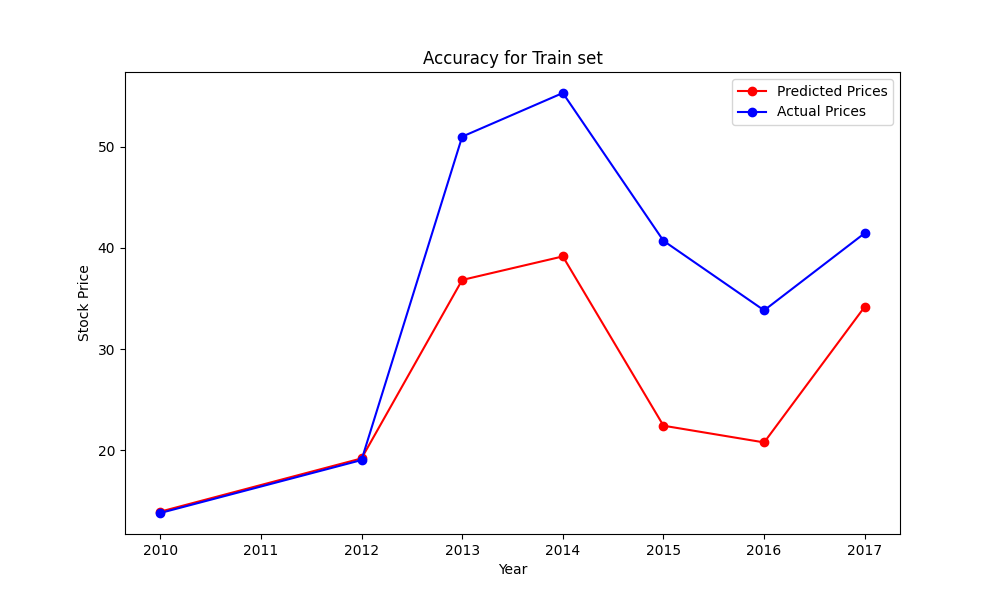 Accuracy for Train set
Predicted Prices
Actual Prices
50
40
30
20
Stock Price
2010 2011 2012 2013 2014 2015 2016 2017
Year